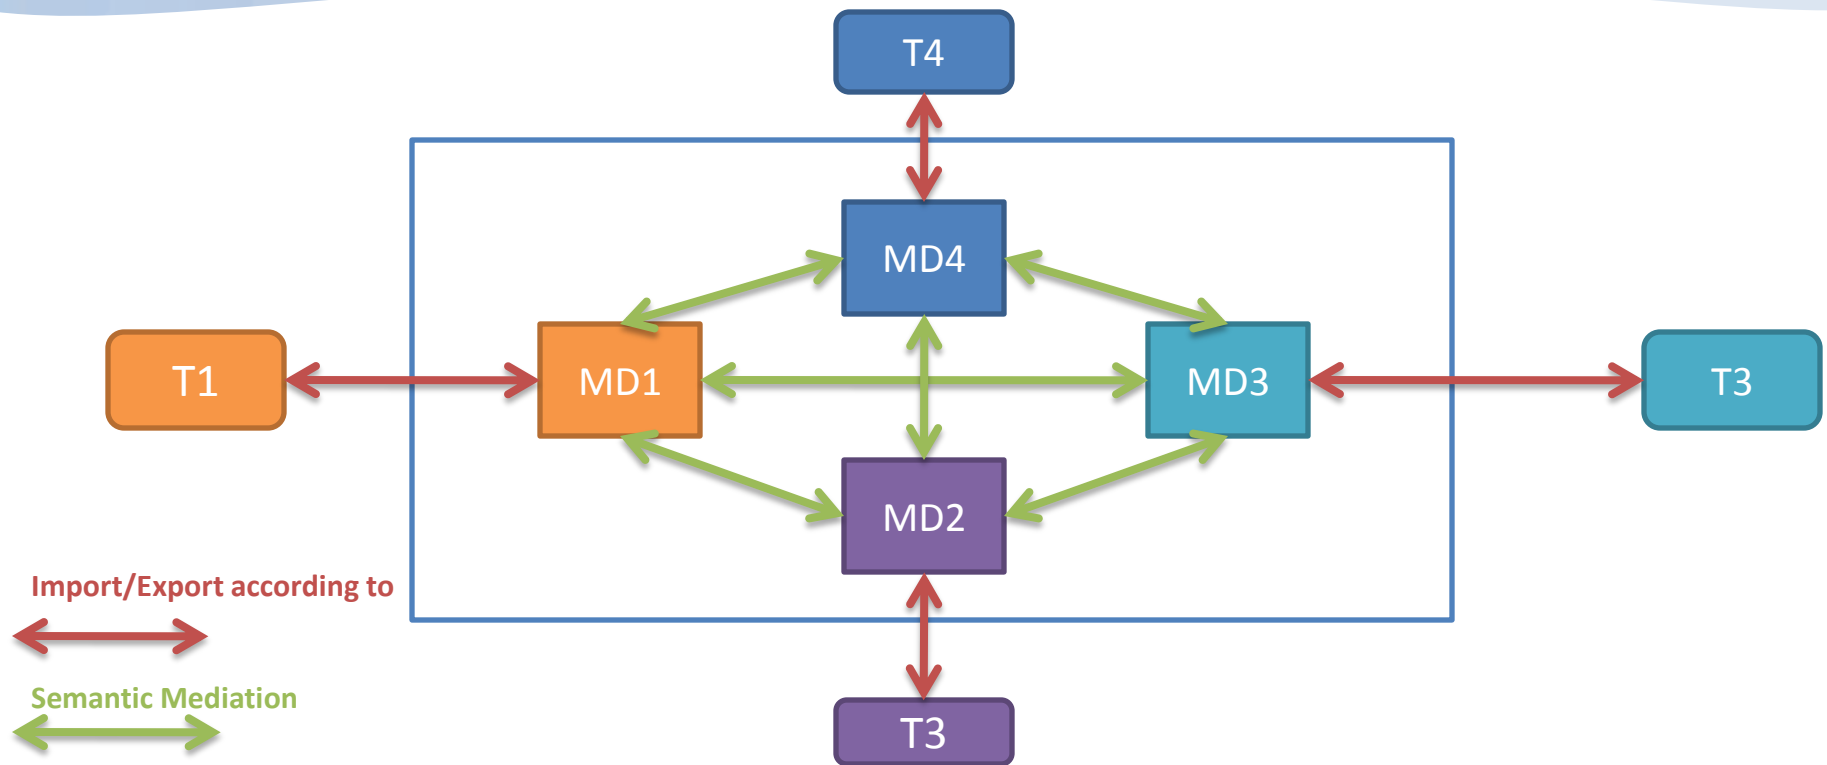 T4
MD4
T1
MD1
MD3
T3
MD2
Import/Export according to
Semantic Mediation
T3